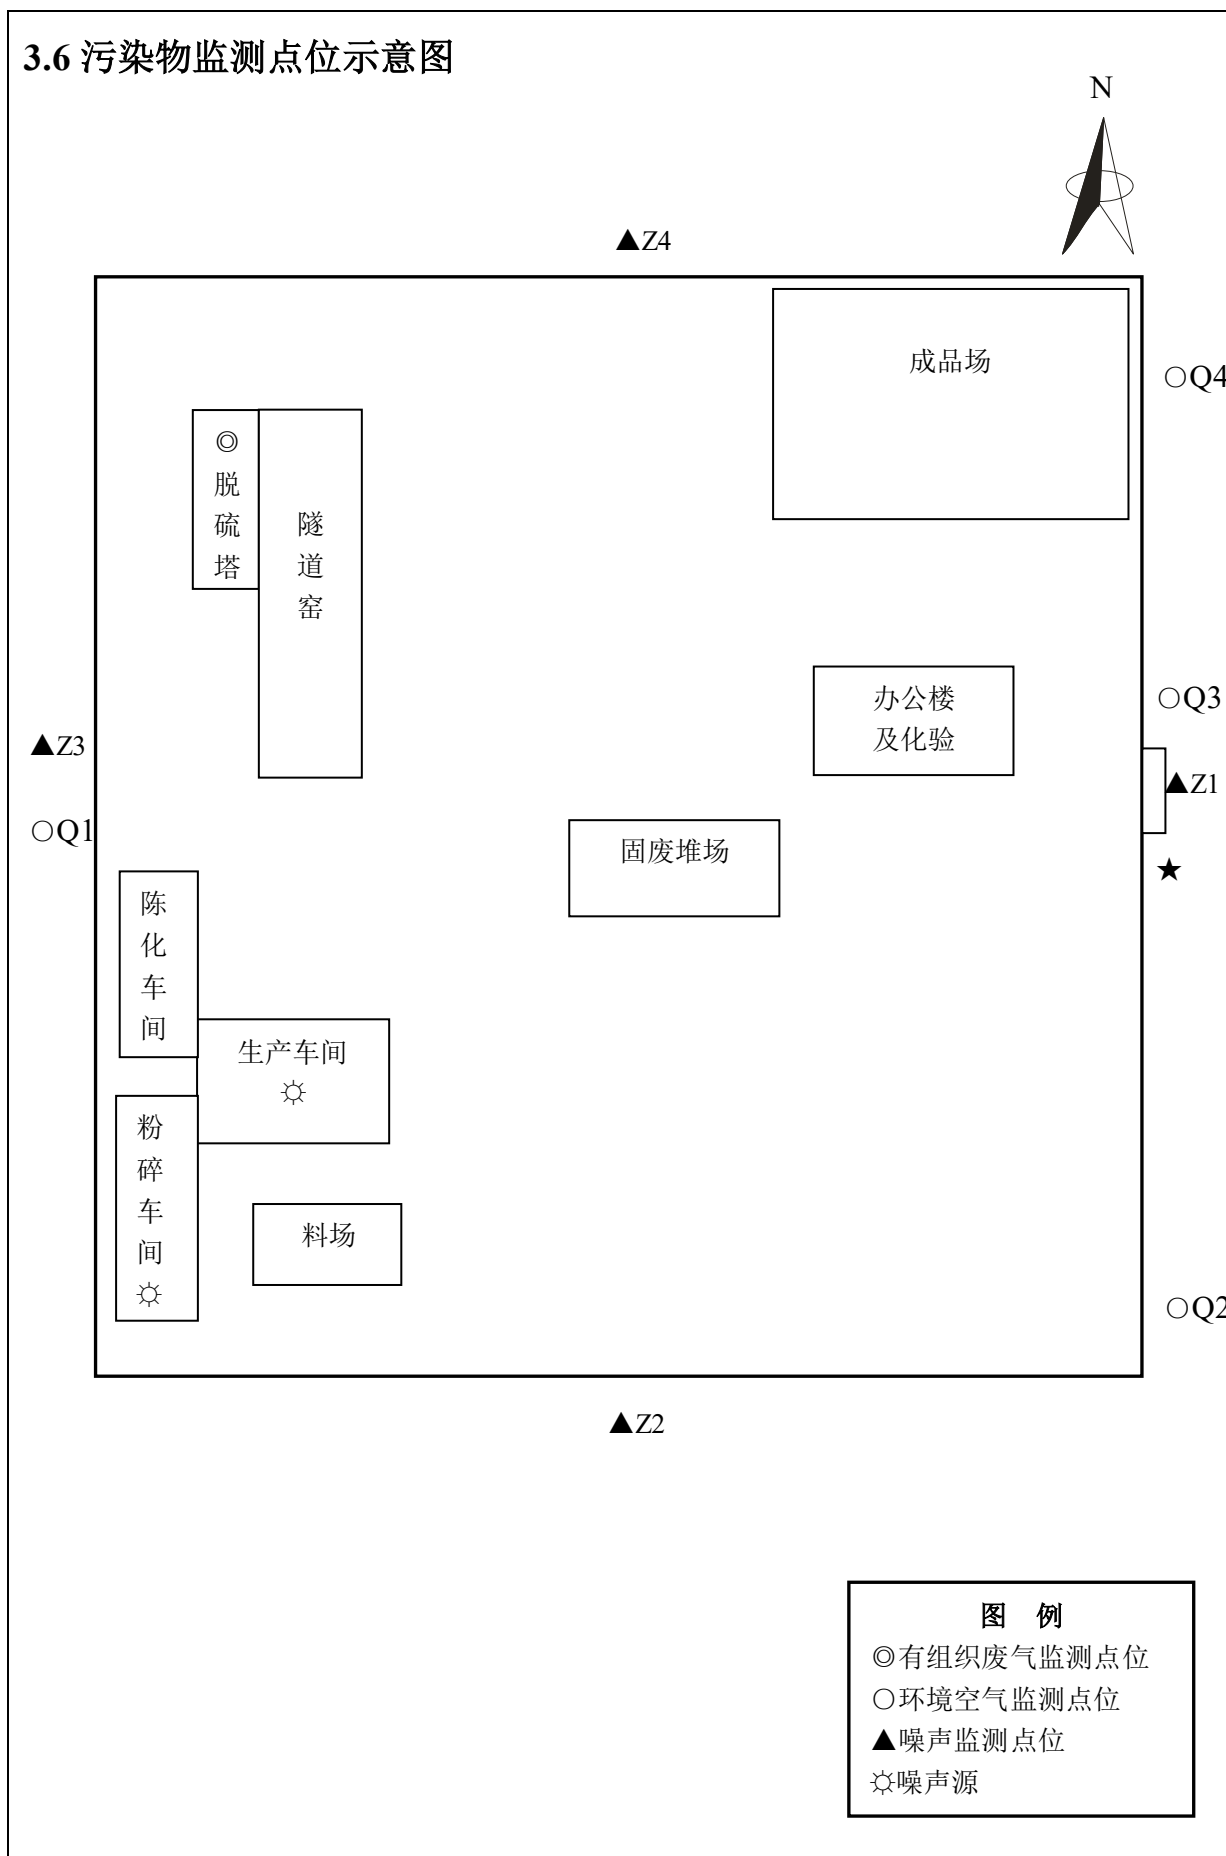 3.6 污染物监测点位示意图
N
▲Z4
成品场
○Q4
◎
脱
硫
塔
隧
道
窑
办公楼
及化验
○Q3
▲Z3
▲Z1
○Q1
固废堆场
★
陈
化
车
间
生产车间
☼
粉
碎
车
间
☼
料场
○Q2
▲Z2
图 例
◎有组织废气监测点位
○环境空气监测点位
▲噪声监测点位
☼噪声源